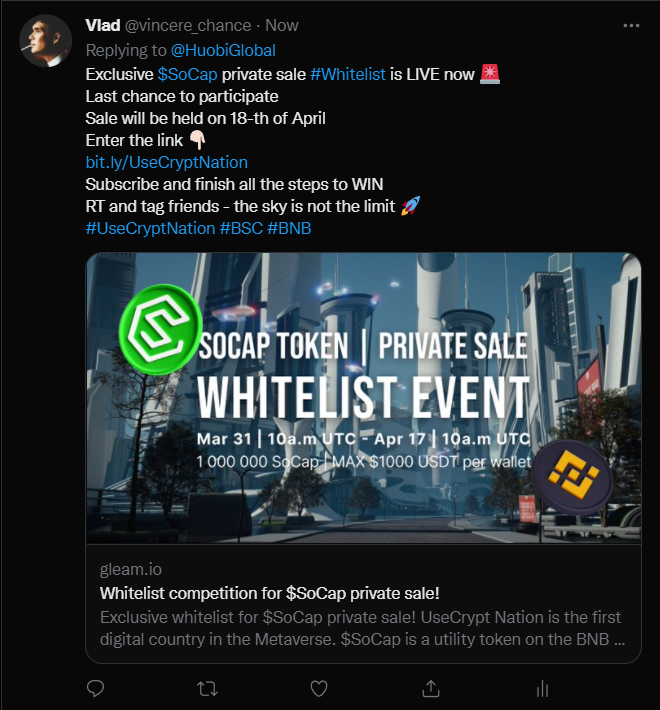 Vlad @vincere_chance · Now
Replying to @HuobiGlobal
Exclusive $SoCap private sale #Whitelist is LIVE now 🚨
Last chance to participate
Sale will be held on 18-th of April
Enter the link 👇🏻
bit.ly/UseCryptNation
Subscribe and finish all the steps to WIN
RT and tag friends - the sky is not the limit 🚀
#UseCryptNation #BSC #BNB
SOCAP TOKEN | PRIVATE SALE
WHITELIST EVENT
Mar 31 | 10a.m UTC - Apr 17 | 10a.m UTC
1 000 000 SoCap | MAX $1000 USDT per wallet
gleam.io
Whitelist competition for $SoCap private sale!
Exclusive whitelist for $SoCap private sale! UseCrypt Nation is the first
digital country in the Metaverse. $SoCap is a utility token on the BNB ...